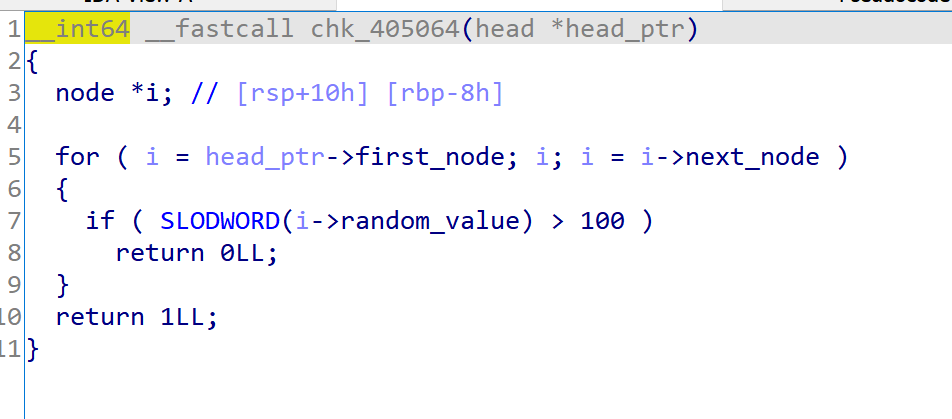 1 __int64 __fastcall chk_405064(head *head_ptr)
2 {
3 node *i; // [rsp+10h] [rbp-8h]
4
5 for ( i = head_ptr->first_node; i; i = i->next_node )
6 {
7 if ( SLODWORD(i->random_value) > 100 )
8 return 0LL;
9 }
10 return 1LL;
11 }